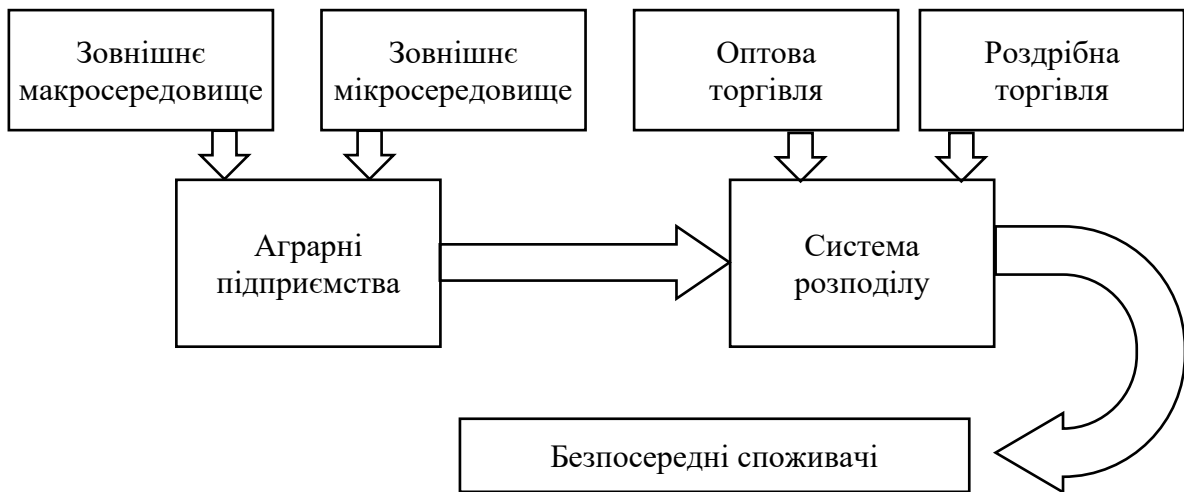 Зовнішнє
макросередовище
Зовнішнє
мікросередовище
Оптова
торгівля
Роздрібна
торгівля
Аграрні
підприємства
Система
розподілу
Безпосередні споживачі